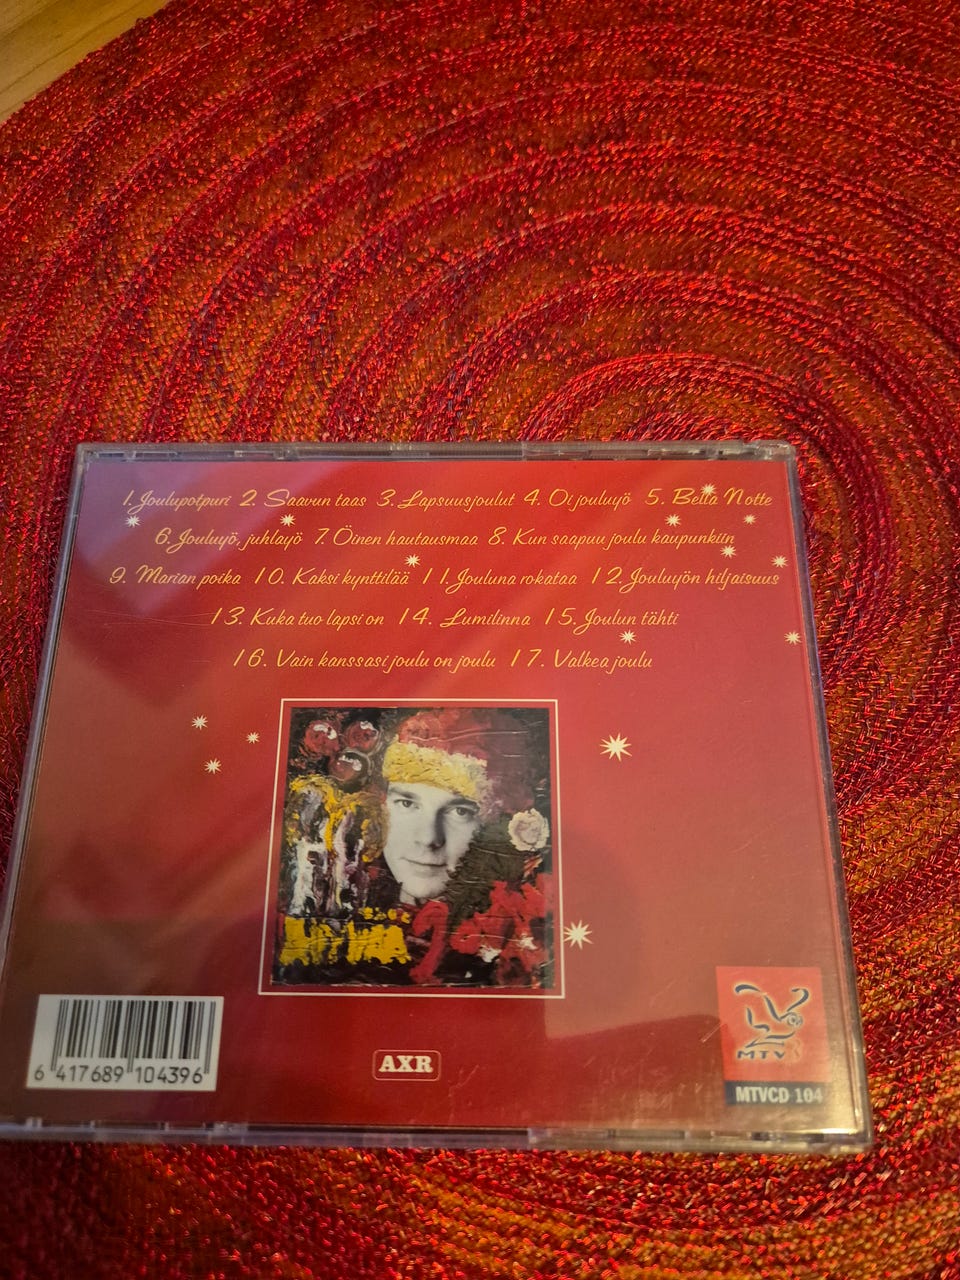 1. Joulupotpuri 2. Saavun taas 3. Lapsuusjoulut 4. Oi jouluyö 5. Bella Notte
6. Jouluyö, juhlayö 7. Öinen hautausmaa 8. Kun saapuu joulu kaupunkiin
9. Marian poika 10. Kaksi kynttilää 11. Jouluna rokataa 12. Jouluyön hiljaisuus
13. Kuka tuo lapsi on 14. Lumilinna 15. Joulun tähti
16. Vain kanssasi joulu on joulu 17. Valkea joulu
6 417689 104396
AXR
MTV3
MTVCD 104